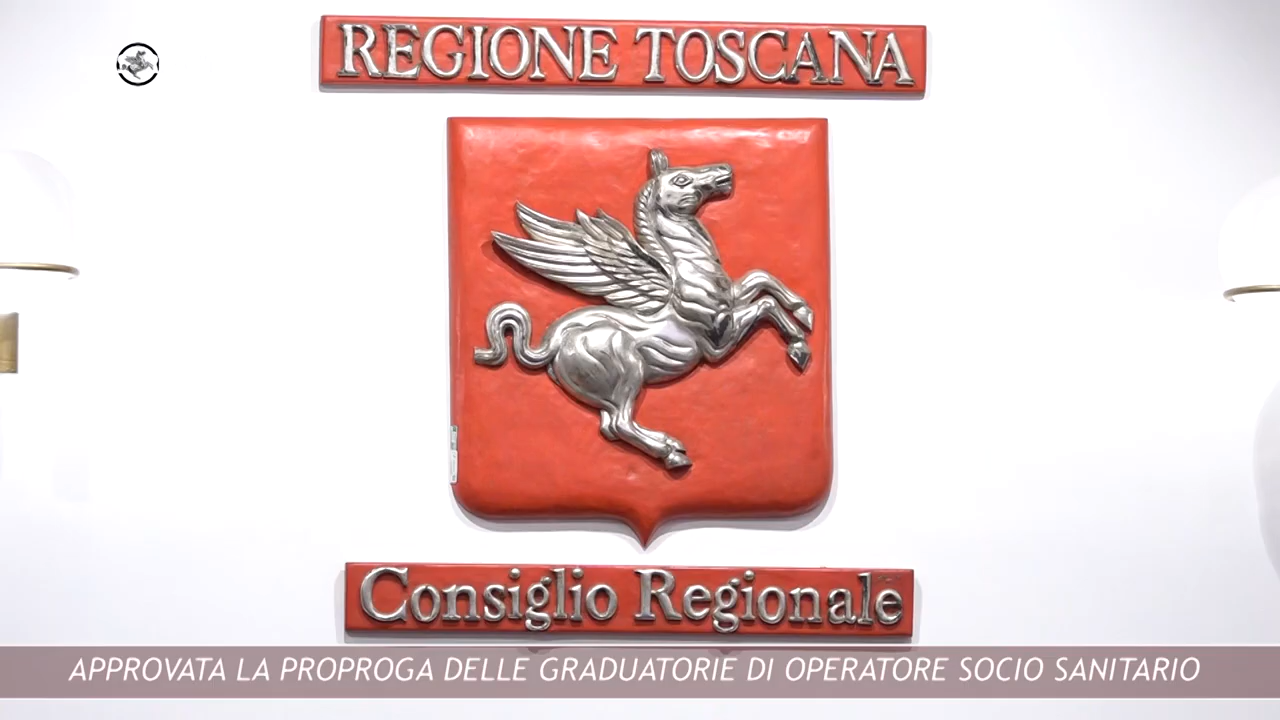 REGIONE TOSCANA
Consiglio Regionale
APPROVATA LA PROPROGA DELLE GRADUATORIE DI OPERATORE SOCIO SANITARIO